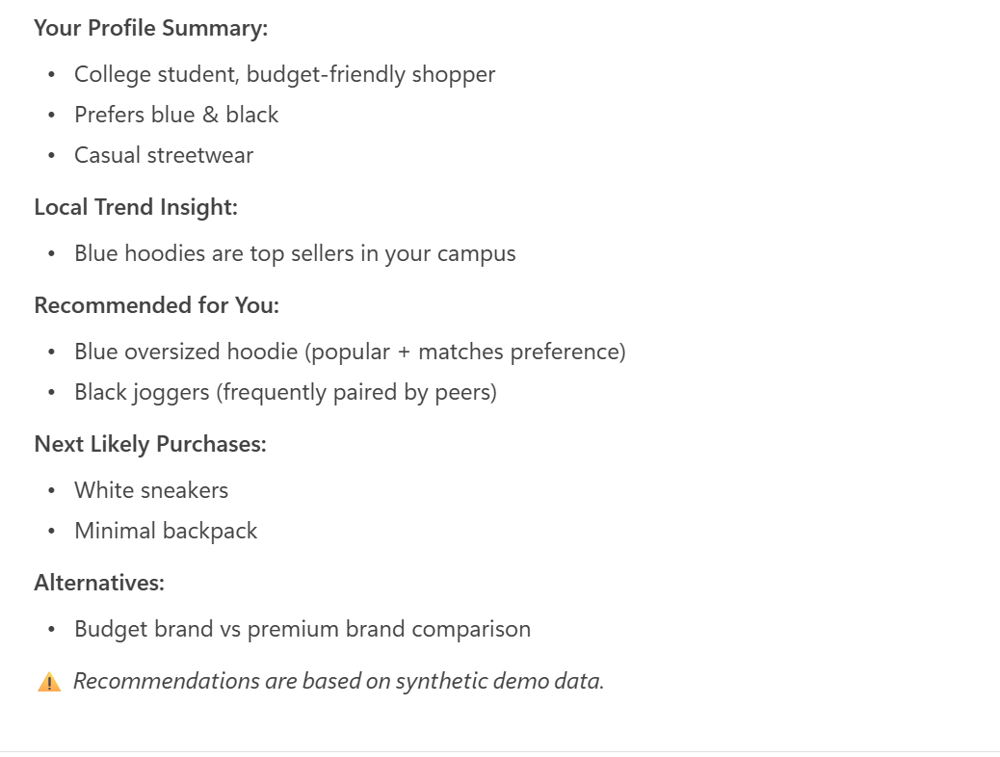 Your Profile Summary:
• College student, budget-friendly shopper
• Prefers blue & black
• Casual streetwear
Local Trend Insight:
• Blue hoodies are top sellers in your campus
Recommended for You:
• Blue oversized hoodie (popular + matches preference)
• Black joggers (frequently paired by peers)
Next Likely Purchases:
• White sneakers
• Minimal backpack
Alternatives:
• Budget brand vs premium brand comparison
⚠️ Recommendations are based on synthetic demo data.